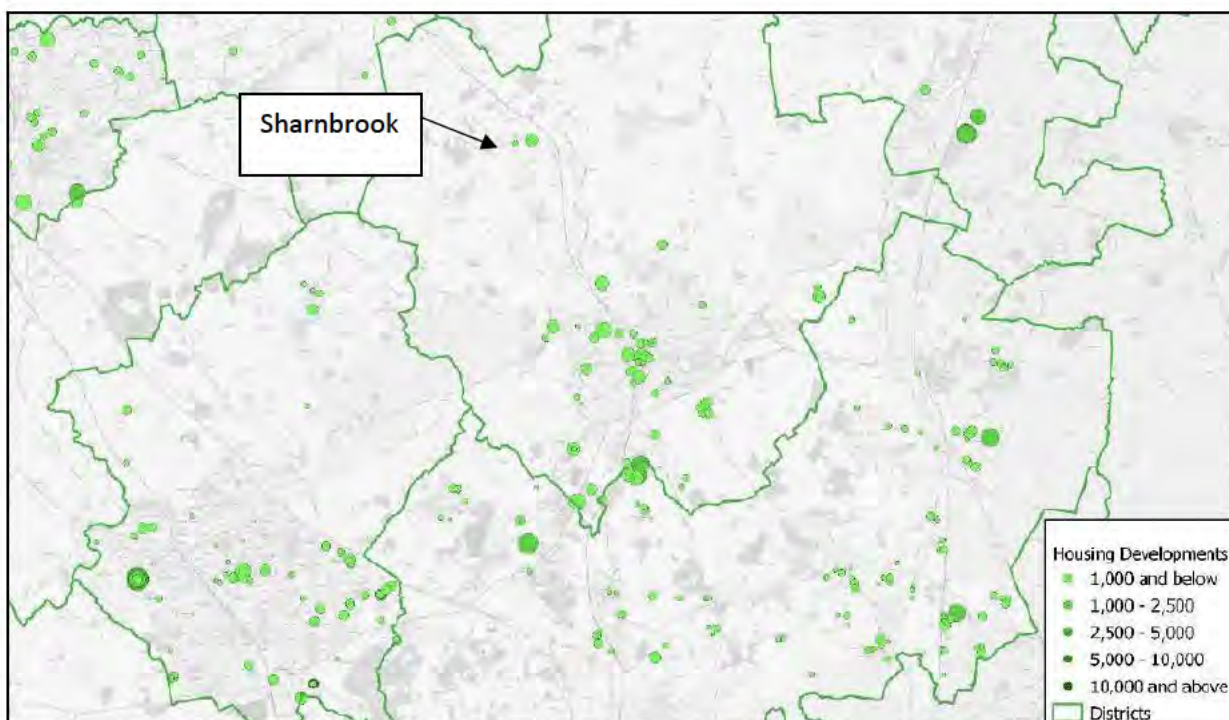 Sharnbrook
Housing Developments
1,000 and below
1,000 - 2,500
2,500 - 5,000
5,000 - 10,000
10,000 and above
Districts